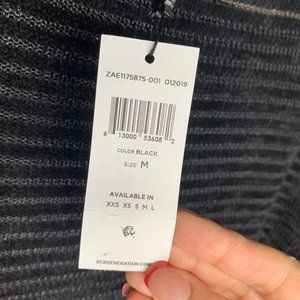 ZAE1175875-001 012019
6 13000 53608 2
COLOR BLACK
SIZE M
AVAILABLE IN
XXS XS S M L
BCBGENERATION.COM